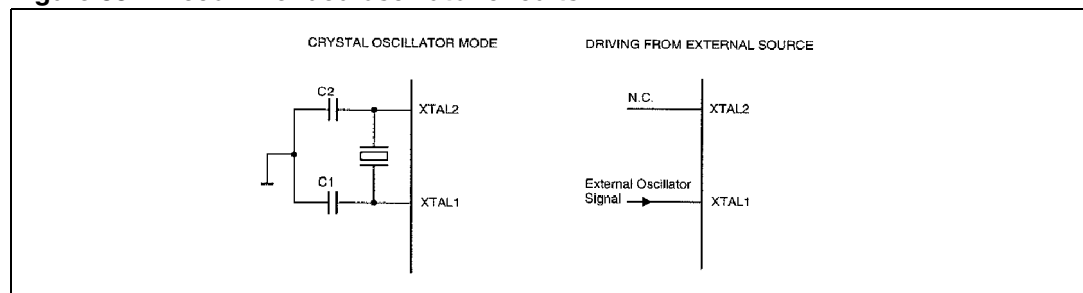 CRYSTAL OSCILLATOR MODE
C2
XTAL2
C1
XTAL1
DRIVING FROM EXTERNAL SOURCE
N.C.
XTAL2
External Oscillator
Signal
XTAL1